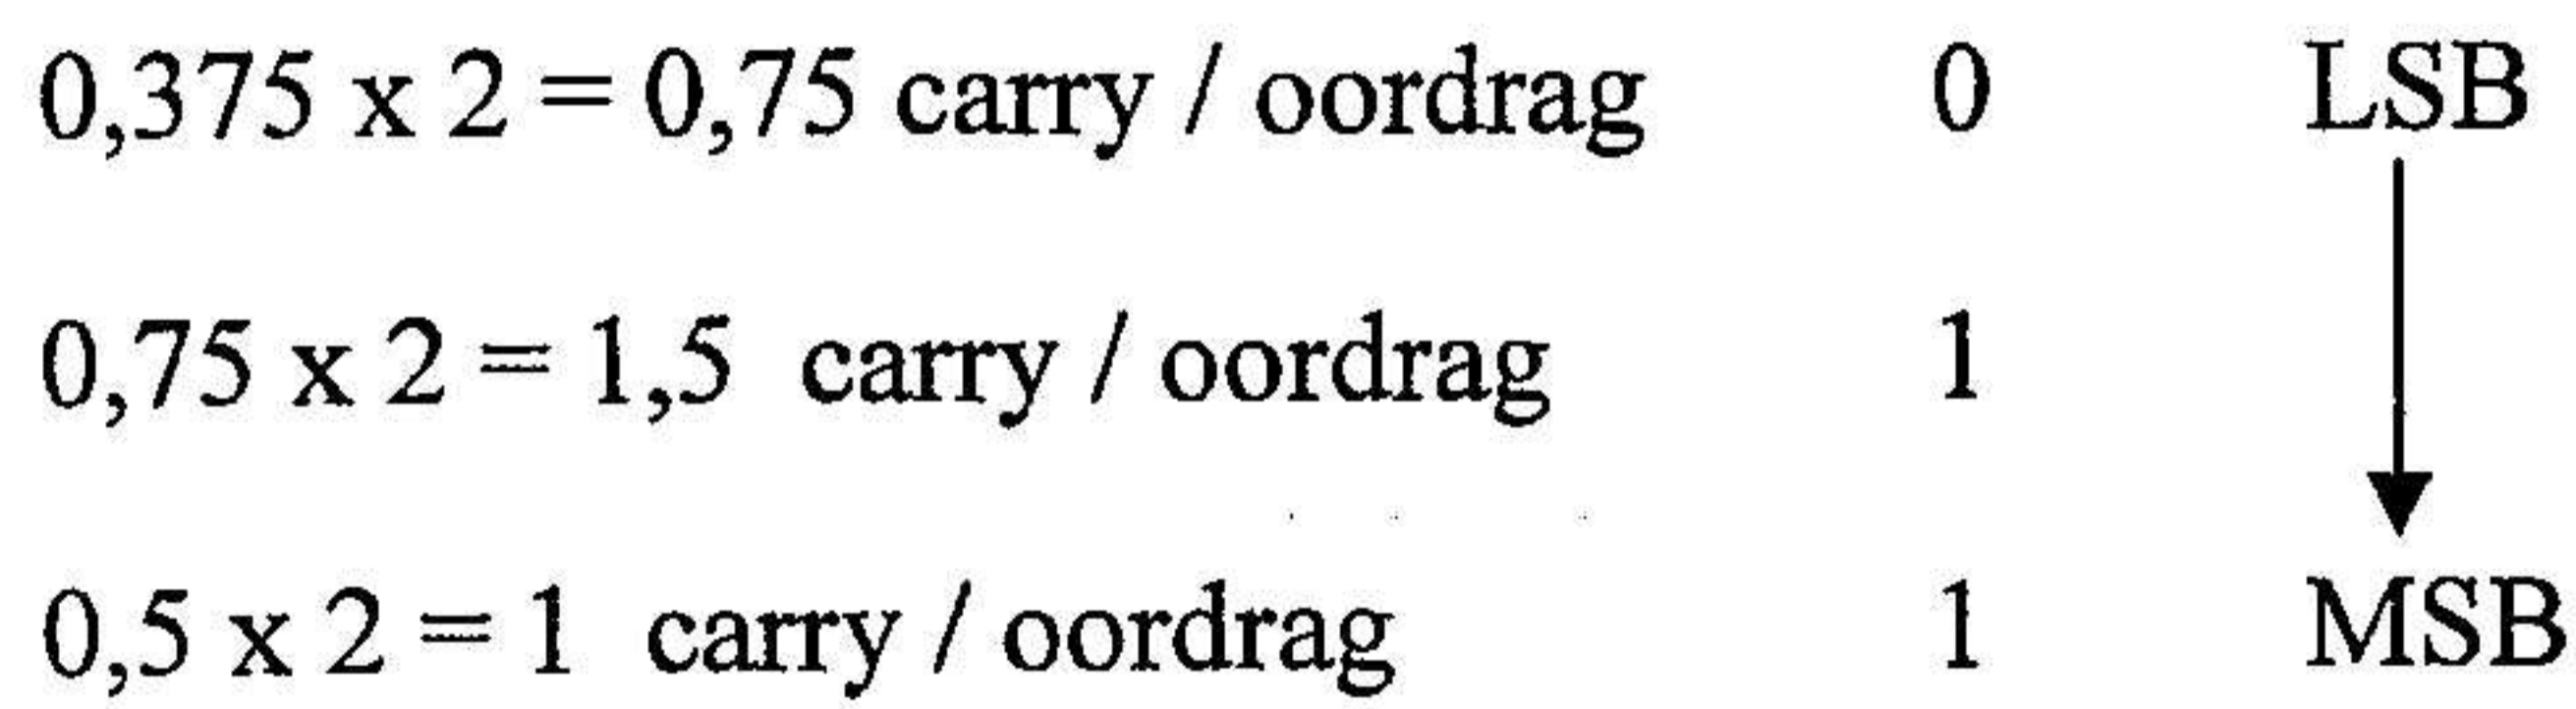 0,375 x 2 = 0,75 carry / oordrag 0 LSB
0,75 x 2 = 1,5 carry / oordrag 1
0,5 x 2 = 1 carry / oordrag 1 MSB